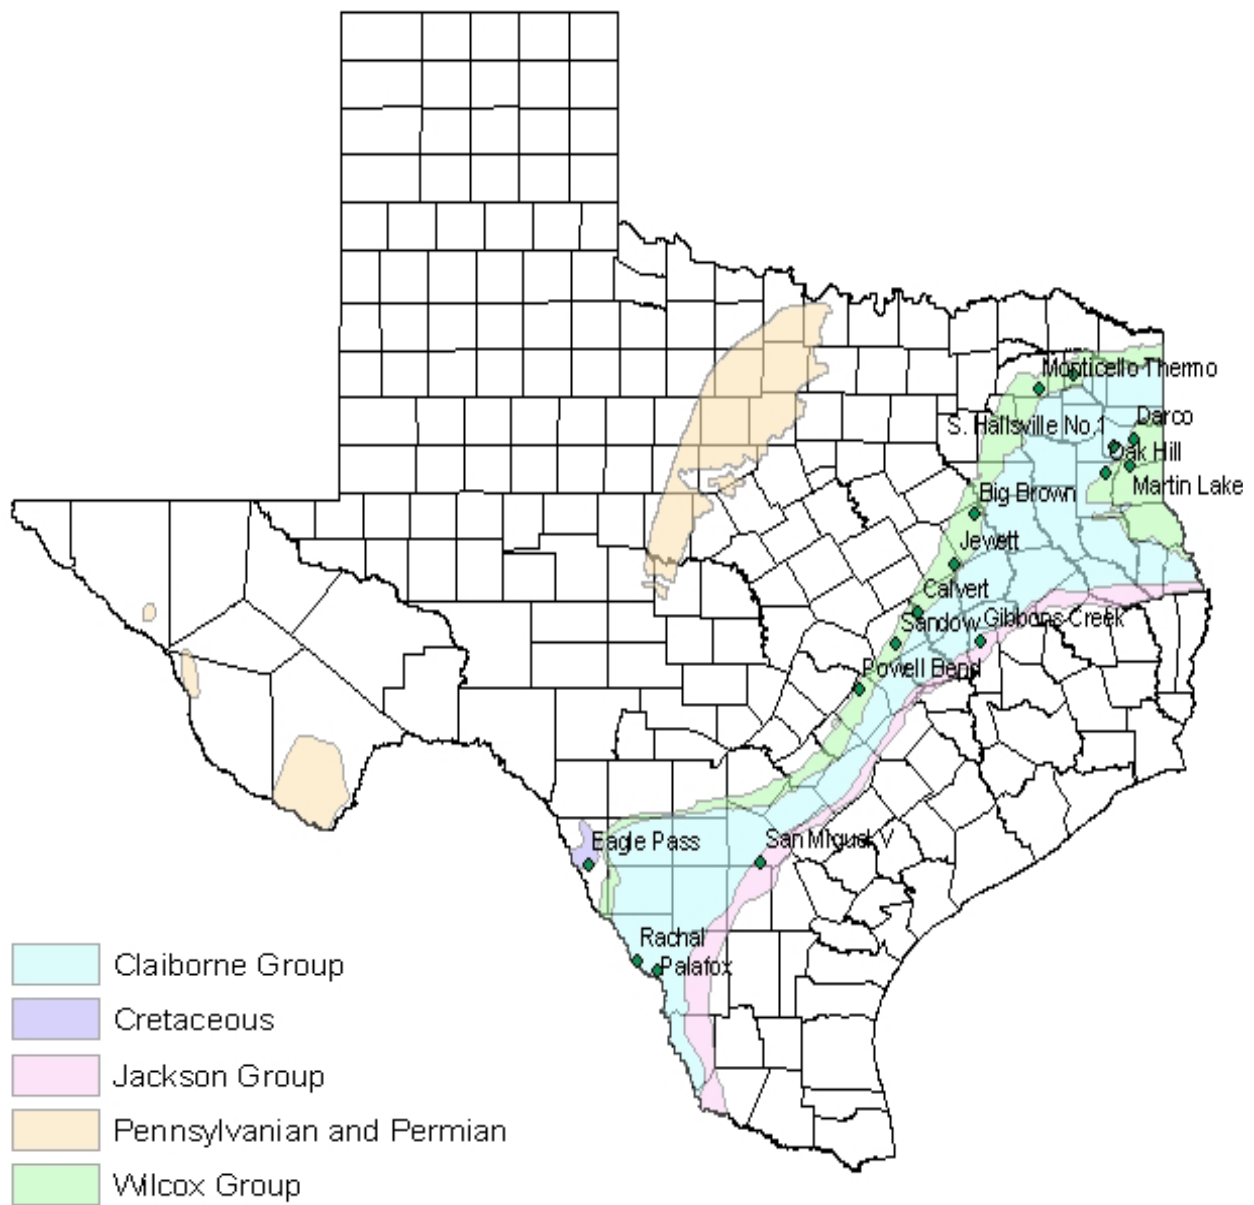 Monticello Thermo
Darco
S. Hallsville No.1
Oak Hill
Martin Lake
Big Brown
Jewett
Calvert
Sandow
Gibbons Creek
Powell Bend
Eagle Pass
San Miguel V
Rachal
Palafox
Claiborne Group
Cretaceous
Jackson Group
Pennsylvanian and Permian
Wilcox Group